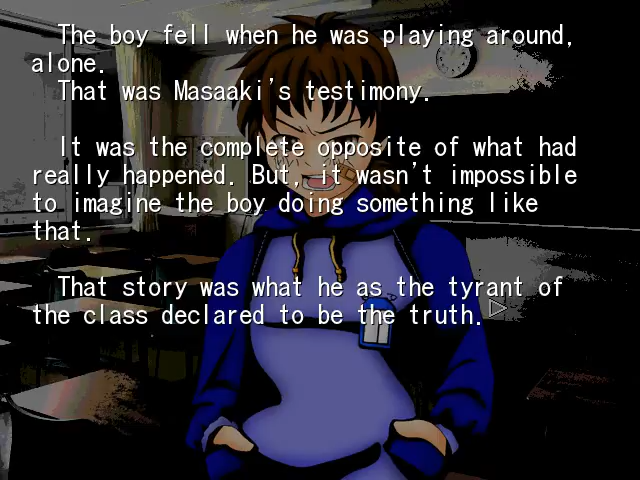 The boy fell when he was playing around,
alone.
That was Masaaki's testimony.
It was the complete opposite of what had
really happened. But, it wasn't impossible
to imagine the boy doing something like
that.
That story was what he as the tyrant of
the class declared to be the truth.